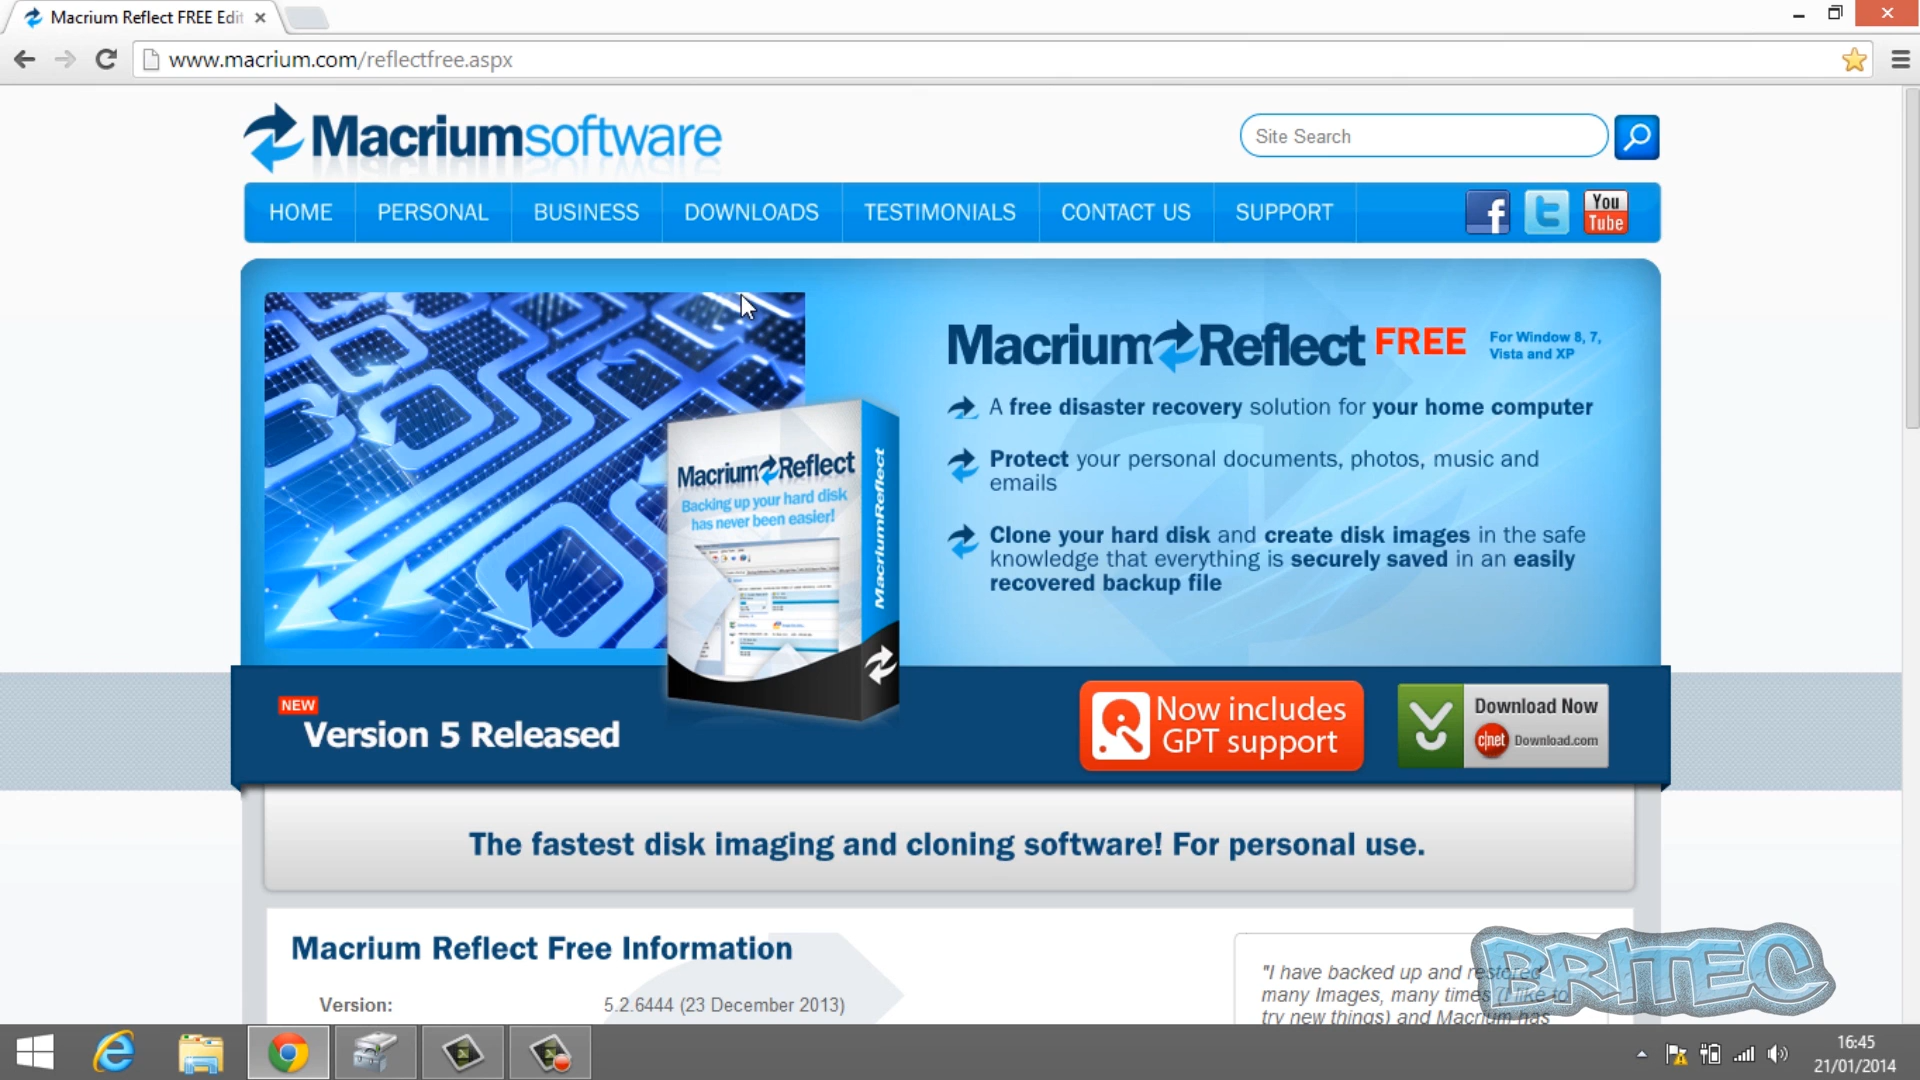 Macrium Reflect FREE Edit
www.macrium.com/reflectfree.aspx
Macriumsoftware
Site Search
HOME
PERSONAL
BUSINESS
DOWNLOADS
TESTIMONIALS
CONTACT US
SUPPORT
f
t
You
Tube
Macrium Reflect FREE
For Window 8, 7,
Vista and XP
A free disaster recovery solution for your home computer
Protect your personal documents, photos, music and
emails
Clone your hard disk and create disk images in the safe
knowledge that everything is securely saved in an easily
recovered backup file
Macrium Reflect
Backing up your hard disk
has never been easier!
MacriumReflect
NEW
Version 5 Released
Now includes
GPT support
Download Now
c|net Download.com
The fastest disk imaging and cloning software! For personal use.
Macrium Reflect Free Information
Version:
5.2.6444 (23 December 2013)
"I have backed up and restored
many Images, many times (I like to
try new things) and Macrium has
BRITEC
16:45
21/01/2014